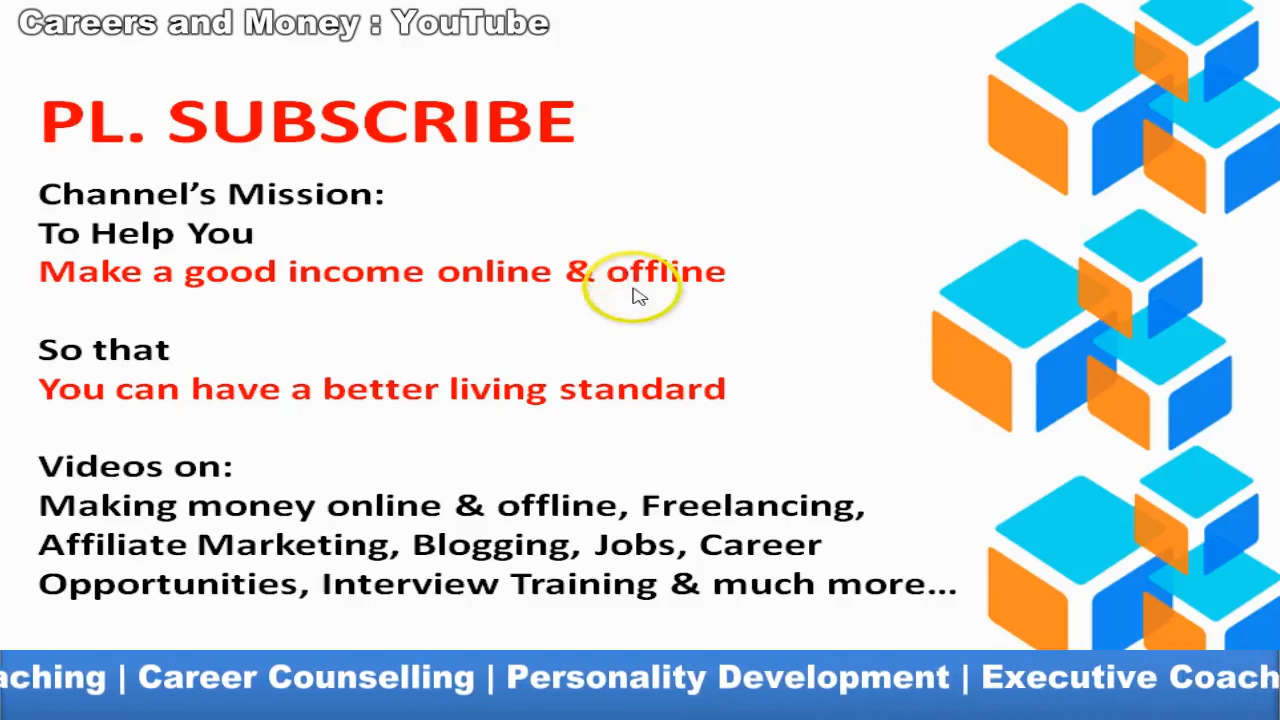 Careers and Money : YouTube
PL. SUBSCRIBE
Channel’s Mission:
To Help You
Make a good income online & offline
So that
You can have a better living standard
Videos on:
Making money online & offline, Freelancing,
Affiliate Marketing, Blogging, Jobs, Career
Opportunities, Interview Training & much more...
aching | Career Counselling | Personality Development | Executive Coach